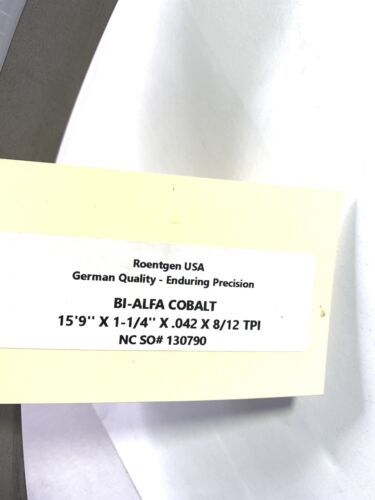 Roentgen USA
German Quality - Enduring Precision
BI-ALFA COBALT
15'9'' X 1-1/4'' X .042 X 8/12 TPI
NC SO# 130790